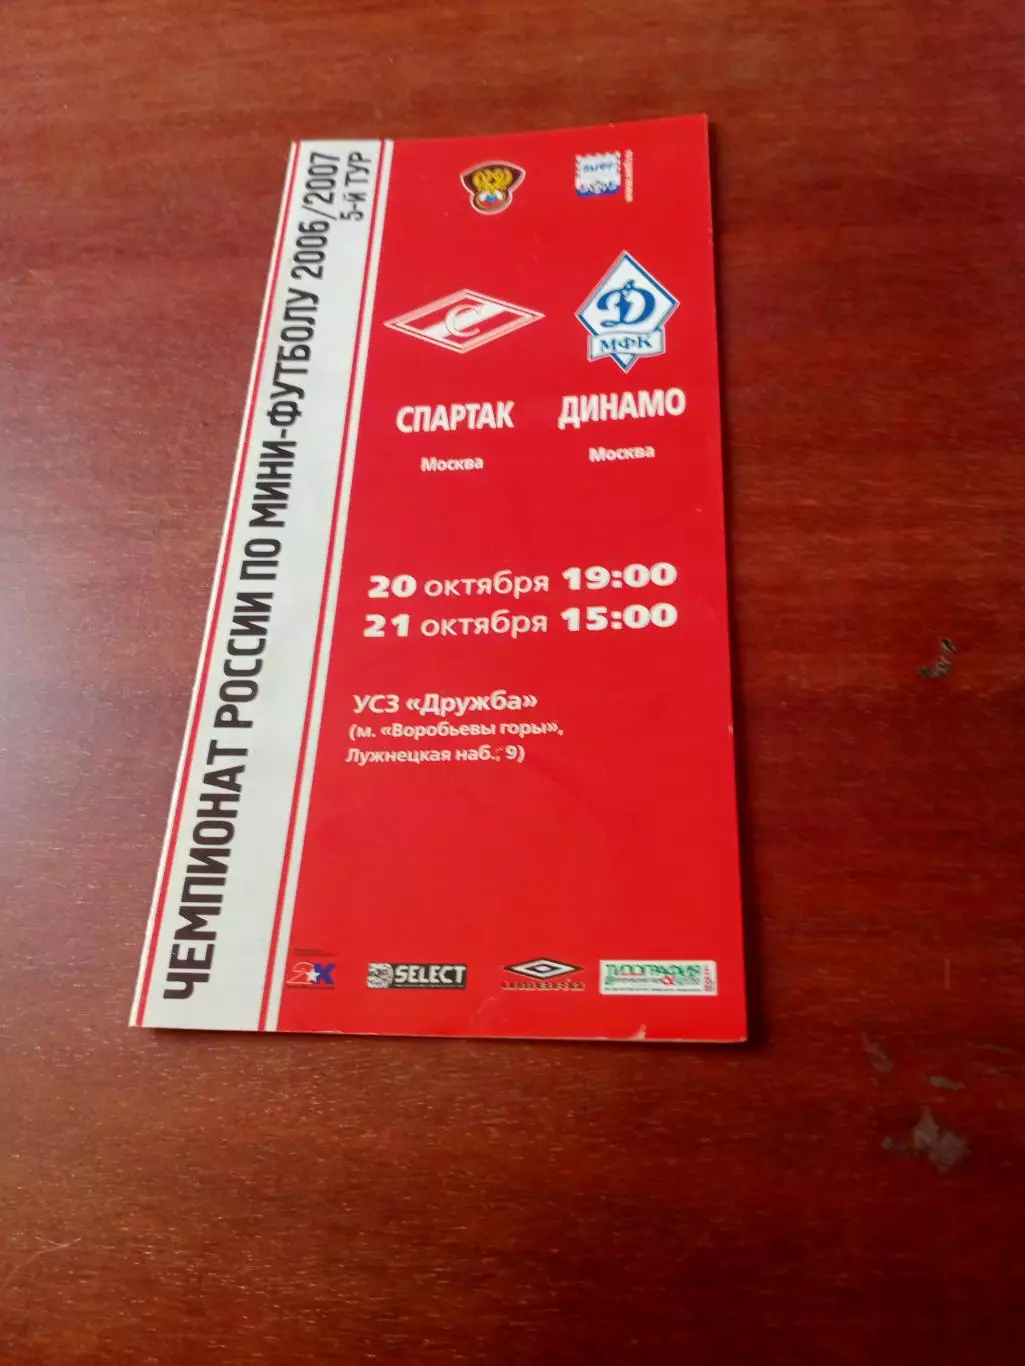 ЧЕМПИОНАТ РОССИИ ПО МИНИ-ФУТБОЛУ 2006/2007
5-й ТУР
С
Д
МФК
СПАРТАК
ДИНАМО
Москва
Москва
20 октября 19:00
21 октября 15:00
УСЗ «Дружба»
(м. «Воробьевы горы»,
Лужнецкая наб., 9)
SELECT
UMBRO
ТИПОГРАФИЯ